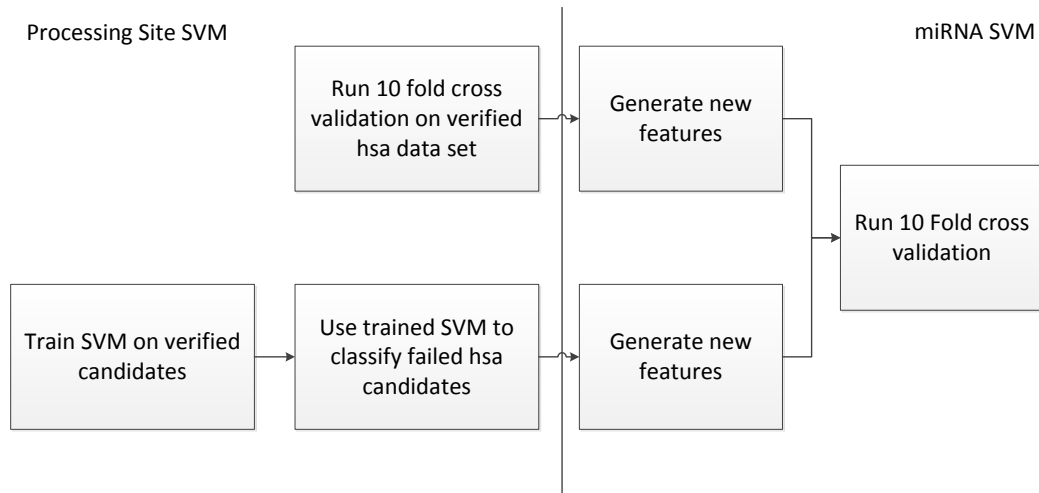 Processing Site SVM
miRNA SVM
Run 10 fold cross
validation on verified
hsa data set
Generate new
features
Run 10 Fold cross
validation
Train SVM on verified
candidates
Use trained SVM to
classify failed hsa
candidates
Generate new
features